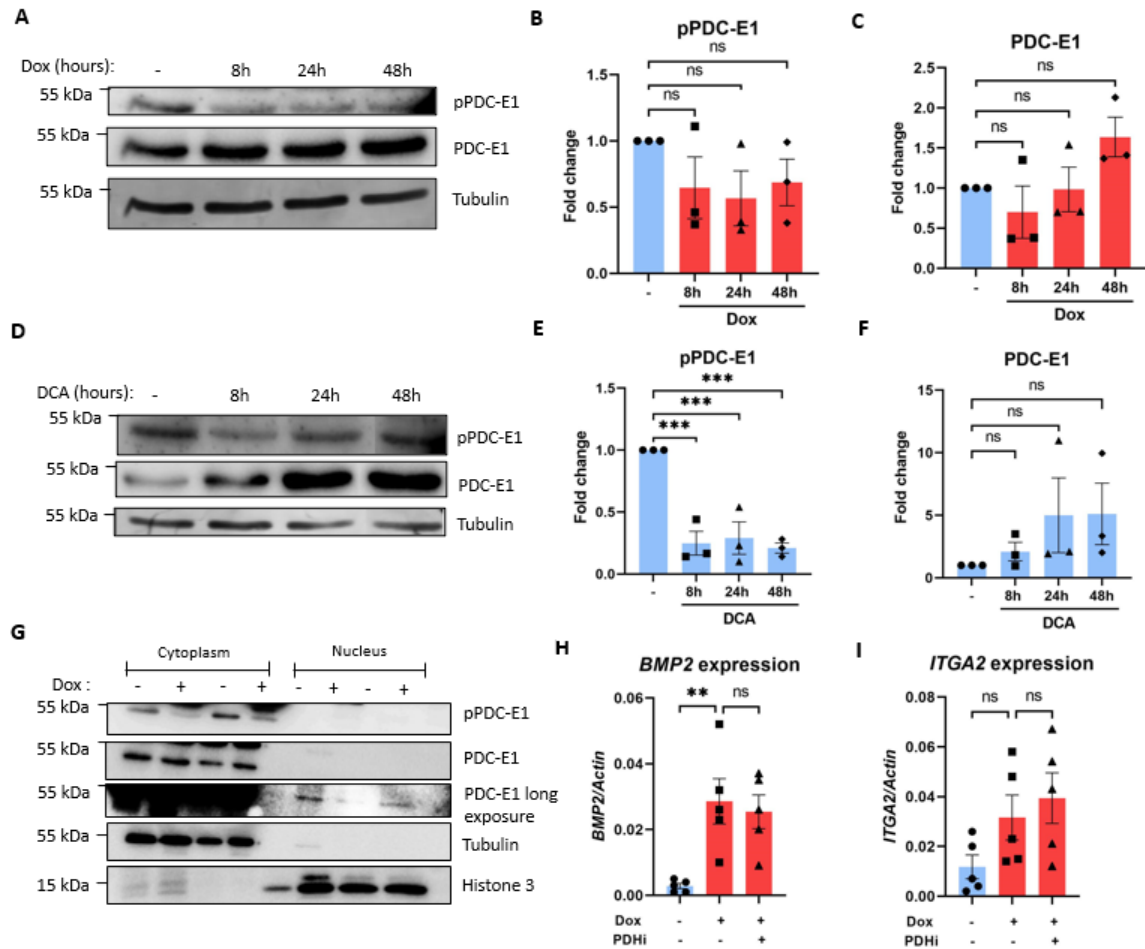 A
Dox (hours):
-
8h
24h
48h
55 kDa
pPDC-E1
55 kDa
PDC-E1
55 kDa
Tubulin
B
pPDC-E1
ns
ns
ns
Fold change
1.5
1.0
0.5
0.0
-
8h
24h
48h
Dox
C
PDC-E1
ns
ns
ns
Fold change
2.5
2.0
1.5
1.0
0.5
0.0
-
8h
24h
48h
Dox
D
DCA (hours):
-
8h
24h
48h
55 kDa
pPDC-E1
55 kDa
PDC-E1
55 kDa
Tubulin
E
pPDC-E1
***
***
***
Fold change
1.5
1.0
0.5
0.0
-
8h
24h
48h
DCA
F
PDC-E1
ns
ns
ns
Fold change
15
10
5
0
-
8h
24h
48h
DCA
G
Cytoplasm
Nucleus
Dox :
-
+
-
+
-
+
-
+
55 kDa
pPDC-E1
55 kDa
PDC-E1
55 kDa
PDC-E1 long
exposure
55 kDa
Tubulin
15 kDa
Histone 3
H
BMP2 expression
**
ns
BMP2/Actin
0.06
0.04
0.02
0.00
Dox - + +
PDHi - - +
I
ITGA2 expression
ns
ns
ITGA2/Actin
0.08
0.06
0.04
0.02
0.00
Dox - + +
PDHi - - +